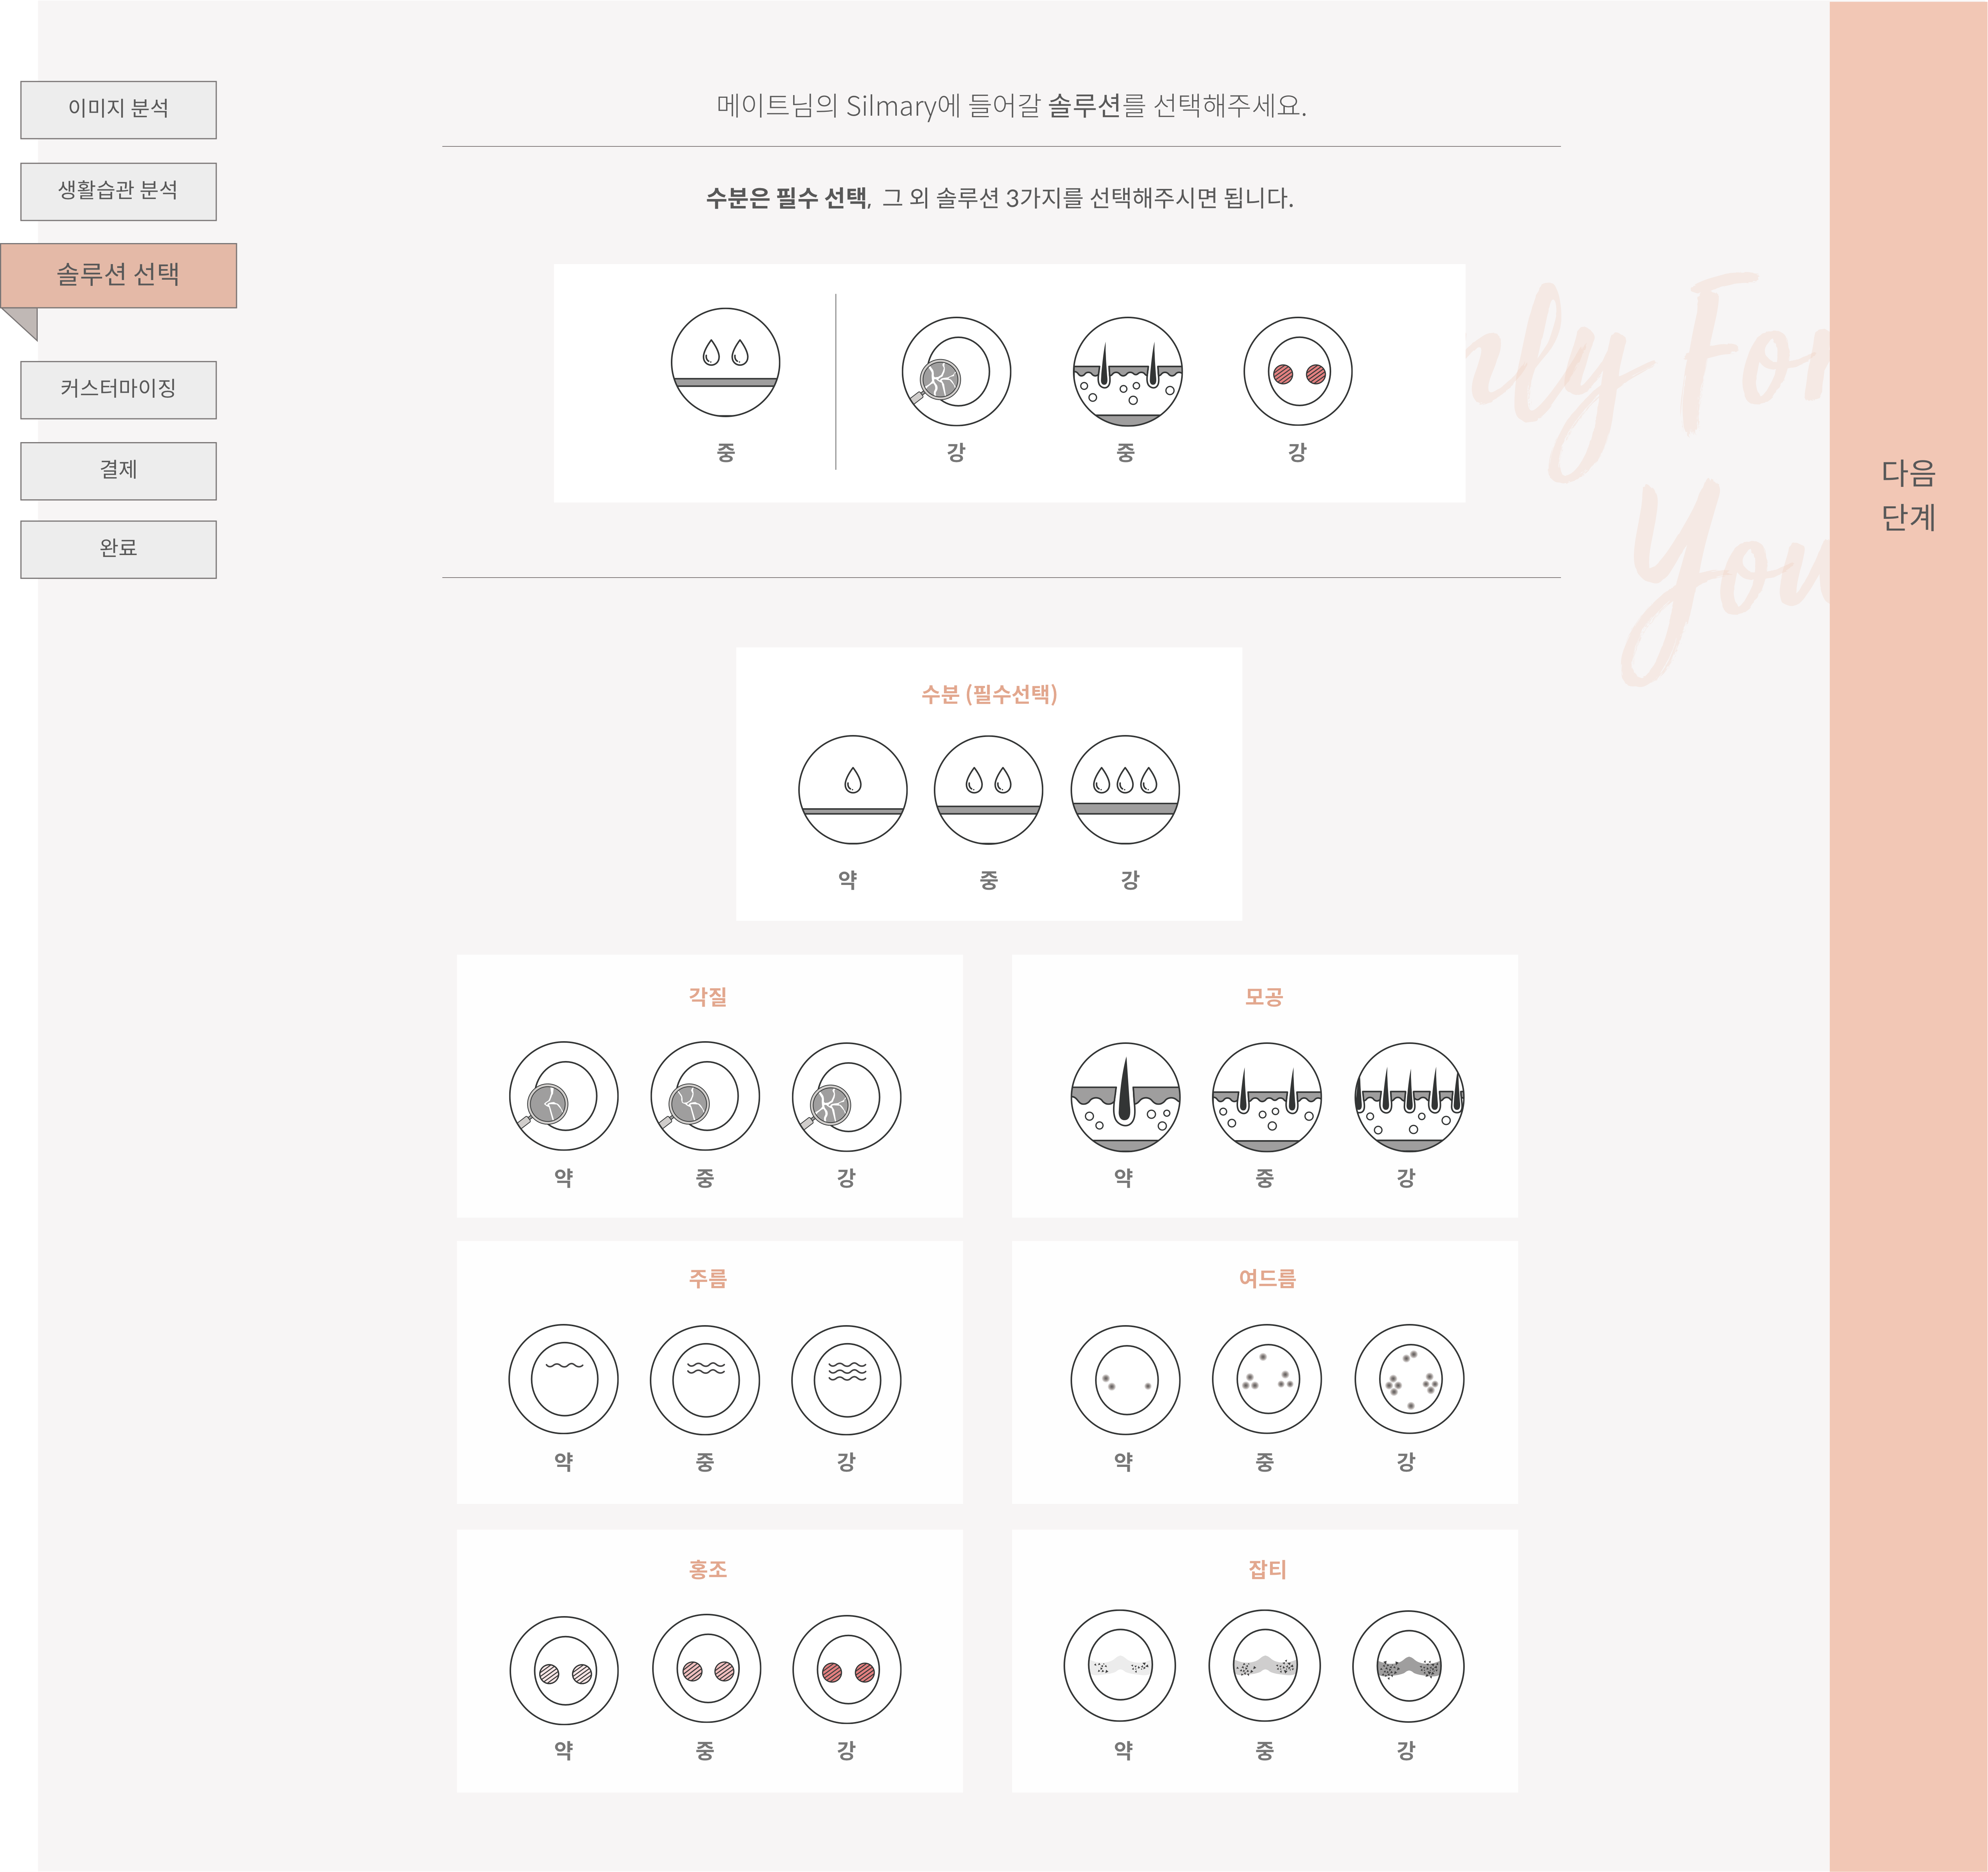 이미지 분석
생활습관 분석
솔루션 선택
커스터마이징
결제
완료
메이트님의 Silmary에 들어갈 솔루션를 선택해주세요.
수분은 필수 선택, 그 외 솔루션 3가지를 선택해주시면 됩니다.
중 강 중 강
nly For
You
다음
단계
수분 (필수선택)
약 중 강
각질
약 중 강
모공
약 중 강
주름
약 중 강
여드름
약 중 강
홍조
약 중 강
잡티
약 중 강